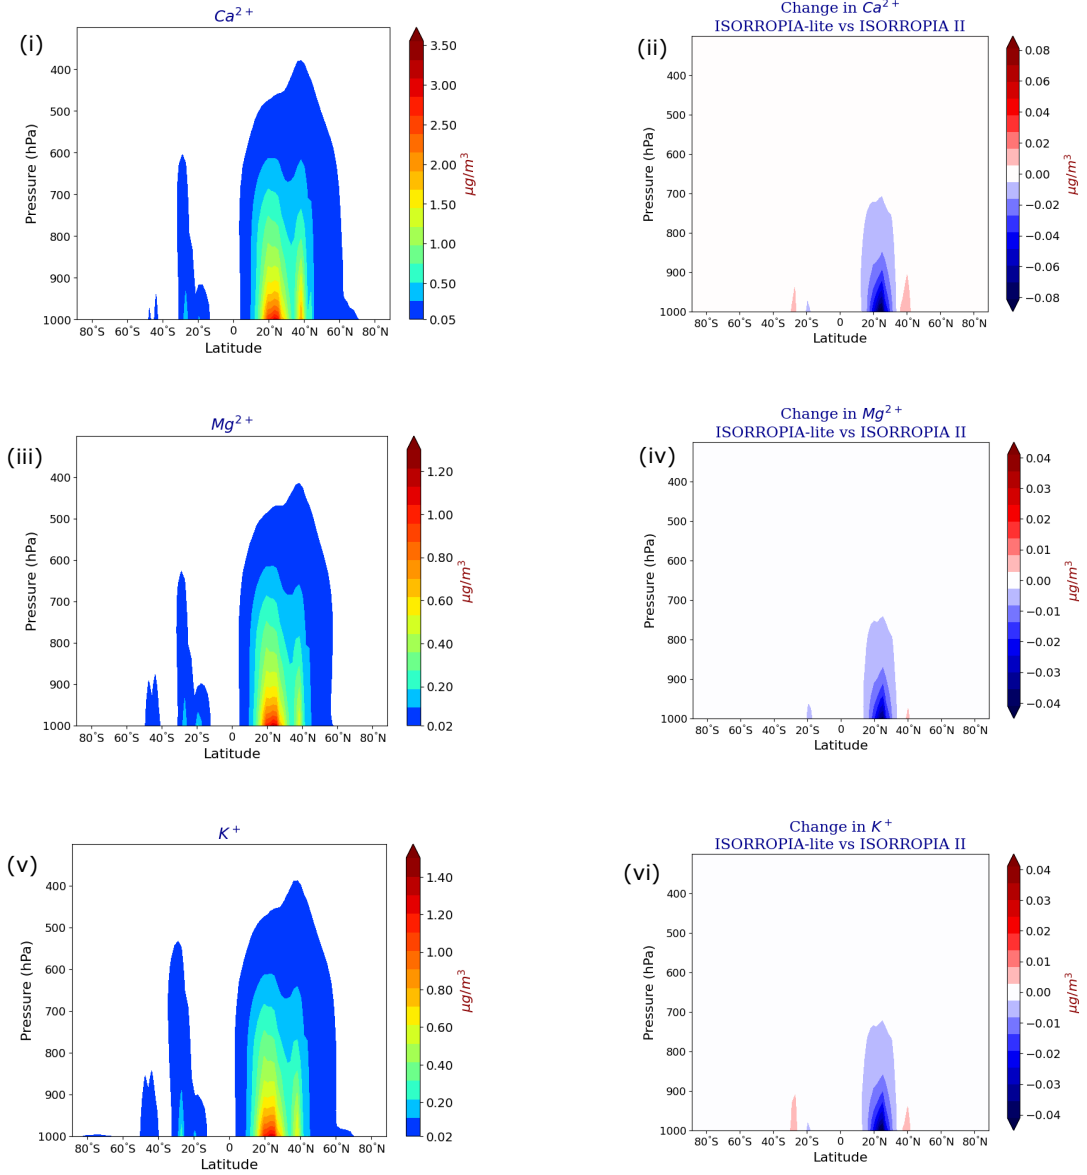 Ca²⁺
(i)
400
500
600
700
800
900
1000
Pressure (hPa)
80°S 60°S 40°S 20°S 0 20°N 40°N 60°N 80°N
Latitude
3.50
3.00
2.00
1.50
1.00
0.50
0.05
μg/m³
Change in Ca²⁺
ISORROPIA-lite vs ISORROPIA II
(ii)
400
500
600
700
800
900
1000
Pressure (hPa)
80°S 60°S 40°S 20°S 0 20°N 40°N 60°N 80°N
Latitude
0.08
0.06
0.04
0.02
0.00
−0.02
−0.04
−0.06
−0.08
μg/m³
Mg²⁺
(iii)
400
500
600
700
800
900
1000
Pressure (hPa)
80°S 60°S 40°S 20°S 0 20°N 40°N 60°N 80°N
Latitude
1.20
1.00
0.80
0.60
0.40
0.20
0.02
μg/m³
Change in Mg²⁺
ISORROPIA-lite vs ISORROPIA II
(iv)
400
500
600
700
800
900
1000
Pressure (hPa)
80°S 60°S 40°S 20°S 0 20°N 40°N 60°N 80°N
Latitude
0.04
0.03
0.02
0.01
0.00
−0.01
−0.02
−0.03
−0.04
μg/m³
K⁺
(v)
400
500
600
700
800
900
1000
Pressure (hPa)
80°S 60°S 40°S 20°S 0 20°N 40°N 60°N 80°N
Latitude
1.40
1.00
0.80
0.60
0.40
0.20
0.02
μg/m³
Change in K⁺
ISORROPIA-lite vs ISORROPIA II
(vi)
400
500
600
700
800
900
1000
Pressure (hPa)
80°S 60°S 40°S 20°S 0 20°N 40°N 60°N 80°N
Latitude
0.04
0.03
0.02
0.01
0.00
−0.01
−0.02
−0.03
−0.04
μg/m³